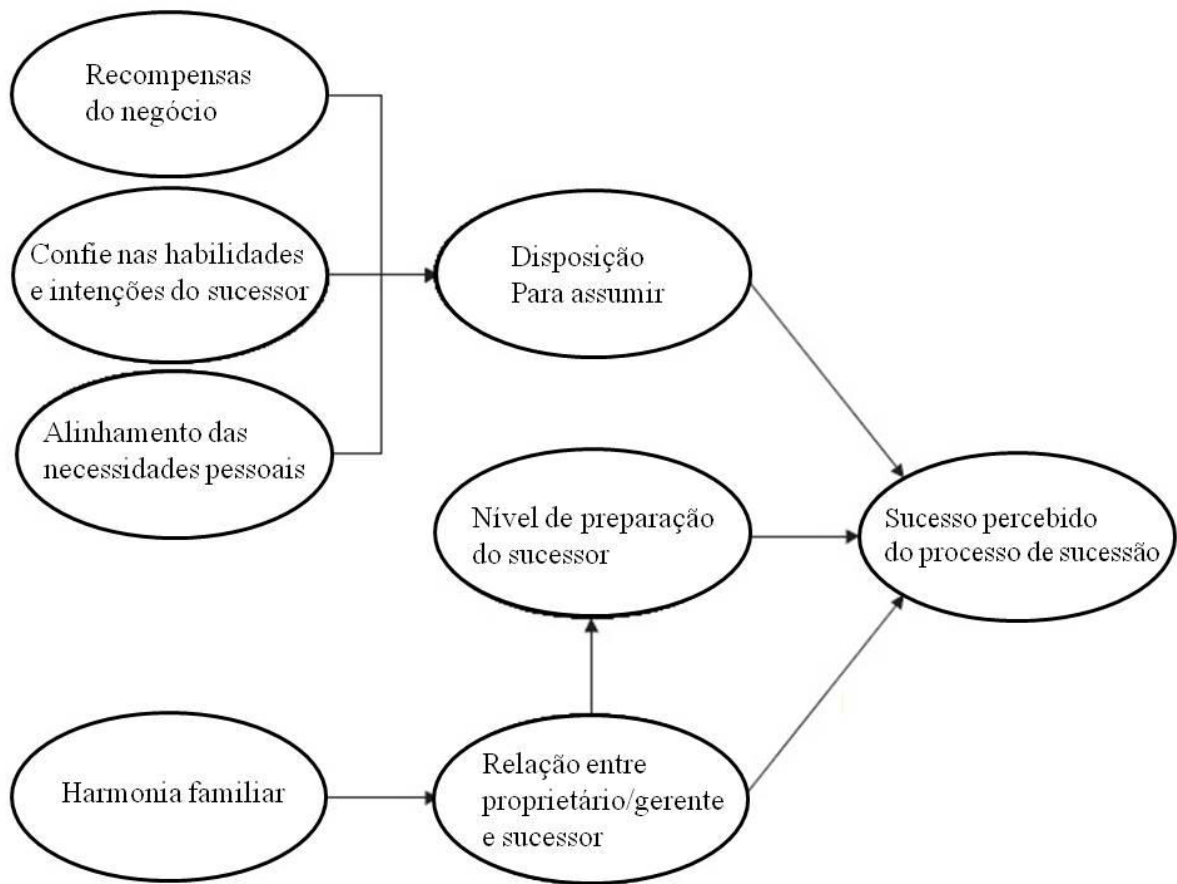 Recompensas
do negócio
Confie nas habilidades
e intenções do sucessor
Alinhamento das
necessidades pessoais
Disposição
Para assumir
Nível de preparação
do sucessor
Sucesso percebido
do processo de sucessão
Harmonia familiar
Relação entre
proprietário/gerente
e sucessor